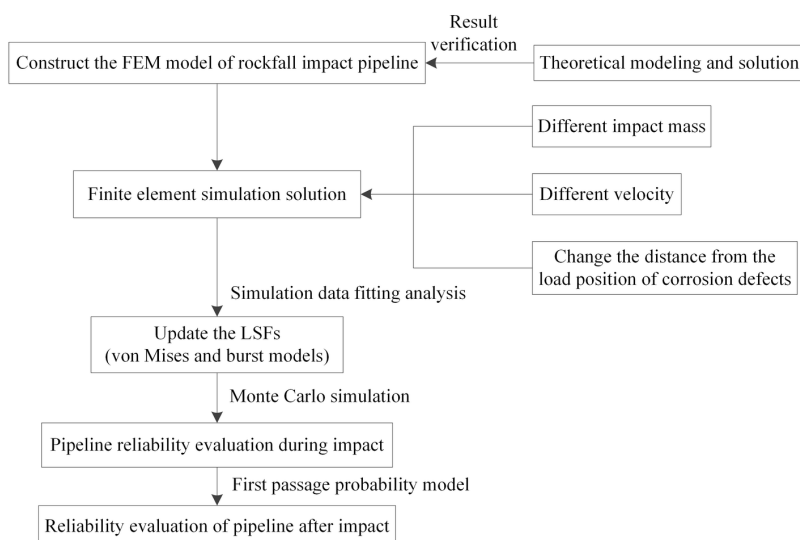 Result
verification
Construct the FEM model of rockfall impact pipeline
Theoretical modeling and solution
Different impact mass
Finite element simulation solution
Different velocity
Change the distance from the
load position of corrosion defects
Simulation data fitting analysis
Update the LSFs
(von Mises and burst models)
Monte Carlo simulation
Pipeline reliability evaluation during impact
First passage probability model
Reliability evaluation of pipeline after impact